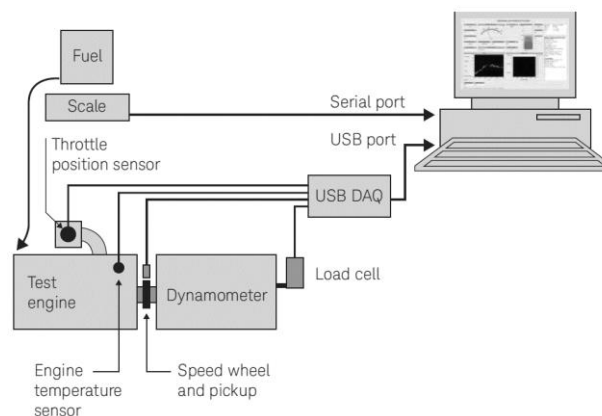 Fuel
Scale
Serial port
USB port
Throttle
position sensor
USB DAQ
Load cell
Test
engine
Dynamometer
Engine
temperature
sensor
Speed wheel
and pickup